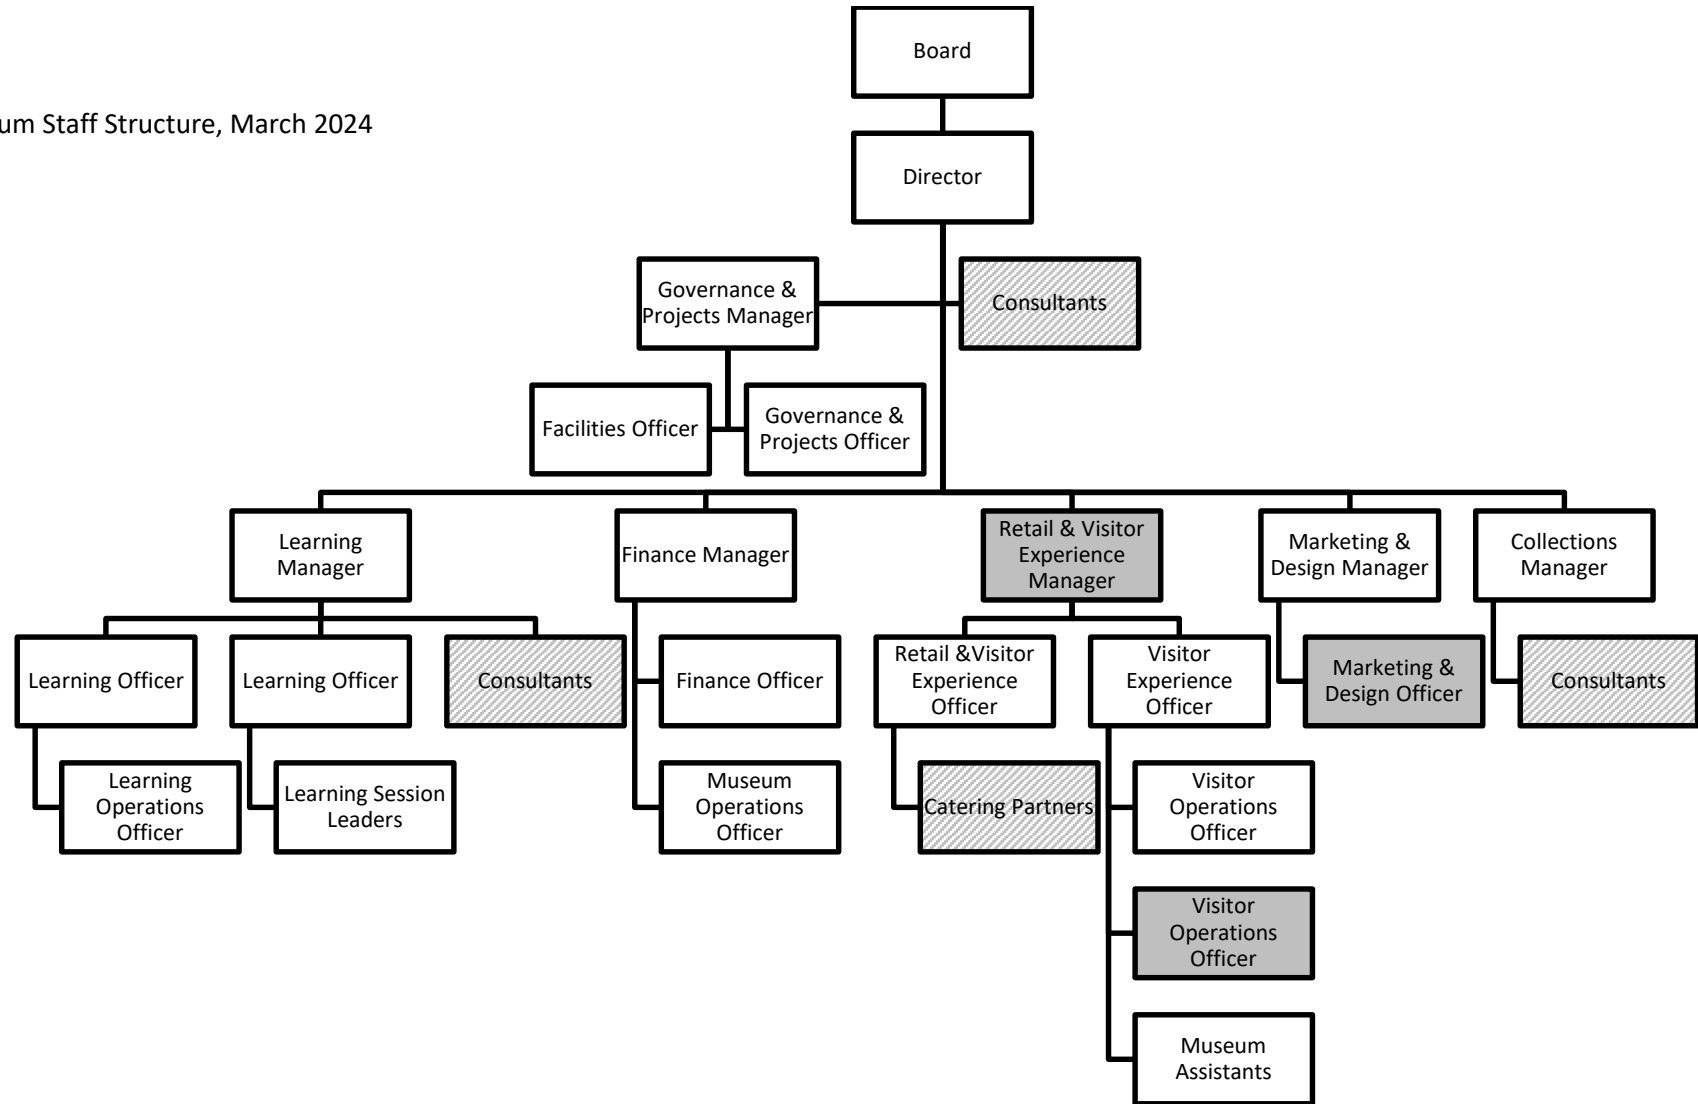 Board
um Staff Structure, March 2024
Director
Governance &
Projects Manager
Consultants
Facilities Officer
Governance &
Projects Officer
Learning
Manager
Finance Manager
Retail & Visitor
Experience
Manager
Marketing &
Design Manager
Collections
Manager
Learning Officer
Learning Officer
Consultants
Finance Officer
Retail &Visitor
Experience
Officer
Visitor
Experience
Officer
Marketing &
Design Officer
Consultants
Learning
Operations
Officer
Learning Session
Leaders
Museum
Operations
Officer
Catering Partners
Visitor
Operations
Officer
Visitor
Operations
Officer
Museum
Assistants